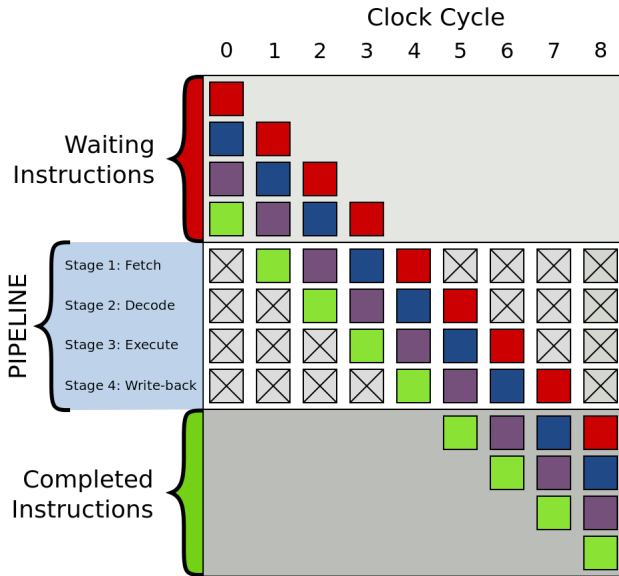 Clock Cycle
0 1 2 3 4 5 6 7 8
Waiting
Instructions
PIPELINE
Stage 1: Fetch
Stage 2: Decode
Stage 3: Execute
Stage 4: Write-back
Completed
Instructions